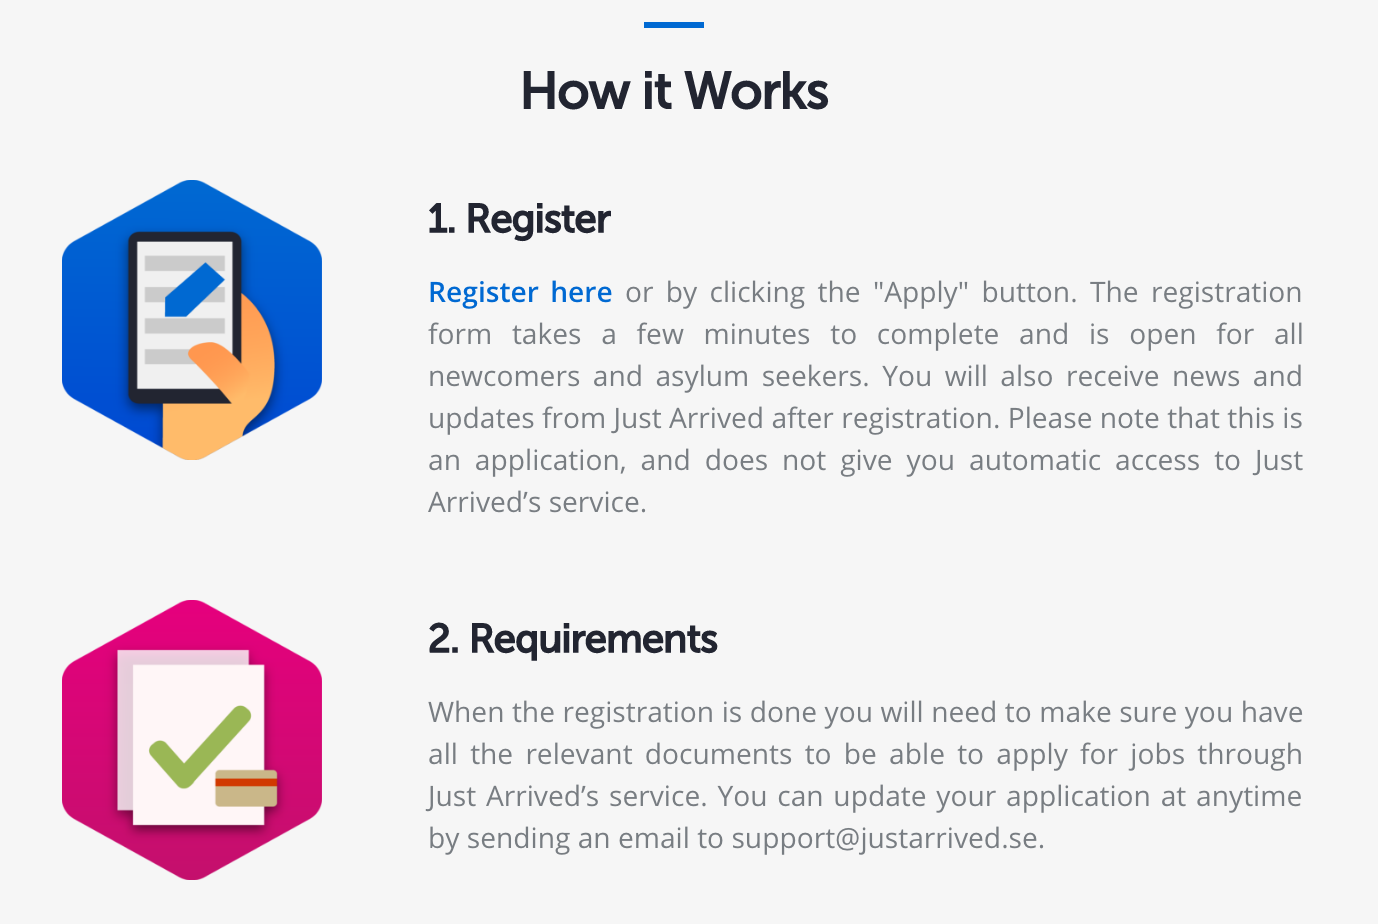 How it Works
1. Register
Register here or by clicking the "Apply" button. The registration
form takes a few minutes to complete and is open for all
newcomers and asylum seekers. You will also receive news and
updates from Just Arrived after registration. Please note that this is
an application, and does not give you automatic access to Just
Arrived’s service.
2. Requirements
When the registration is done you will need to make sure you have
all the relevant documents to be able to apply for jobs through
Just Arrived’s service. You can update your application at anytime
by sending an email to support@justarrived.se.